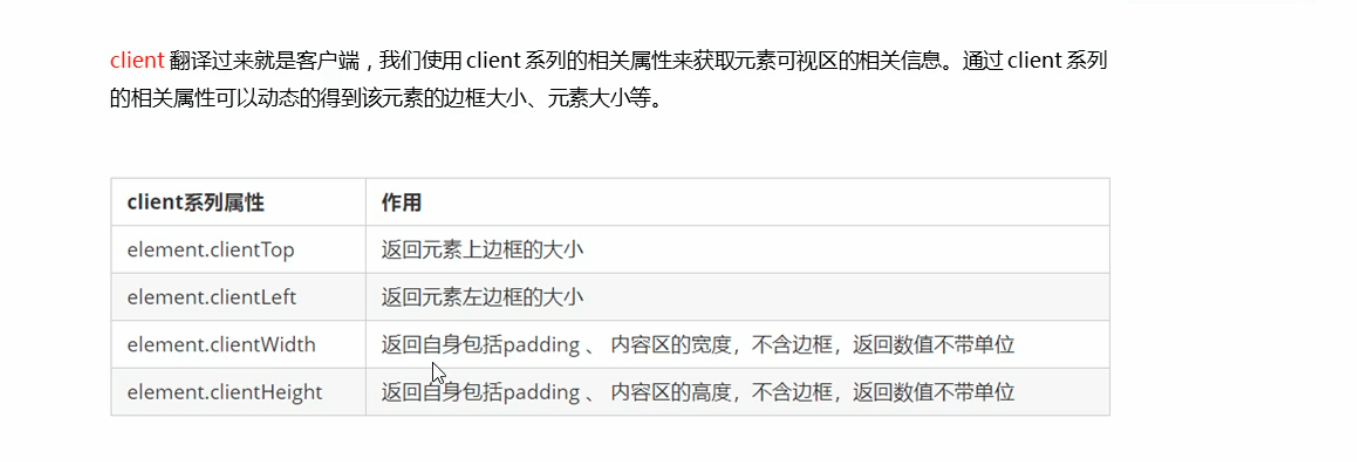 client 翻译过来就是客户端，我们使用 client 系列的相关属性来获取元素可视区的相关信息。通过 client 系列
的相关属性可以动态的得到该元素的边框大小、元素大小等。
client系列属性 作用
element.clientTop 返回元素上边框的大小
element.clientLeft 返回元素左边框的大小
element.clientWidth 返回自身包括padding 、 内容区的宽度，不含边框，返回数值不带单位
element.clientHeight 返回自身包括padding 、 内容区的高度，不含边框，返回数值不带单位